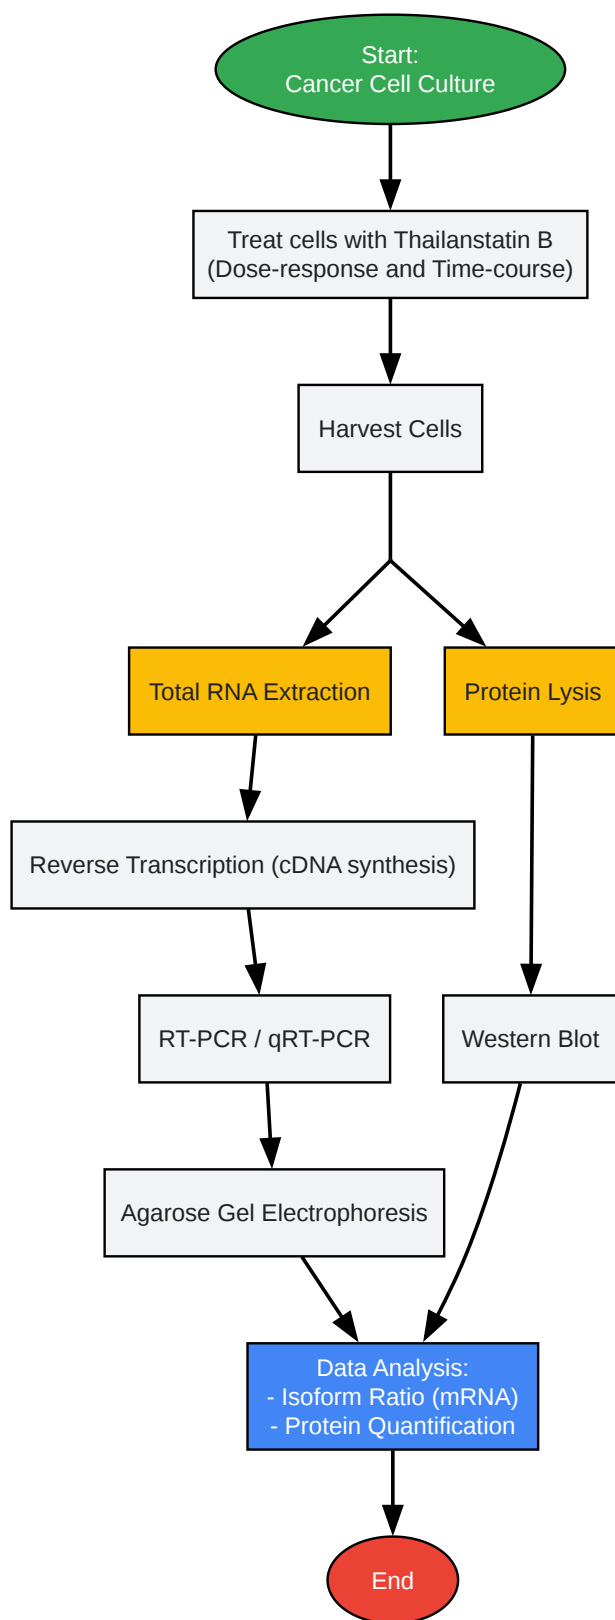 Start:
Cancer Cell Culture
Treat cells with Thailanstatin B
(Dose-response and Time-course)
Harvest Cells
Total RNA Extraction
Protein Lysis
Reverse Transcription (cDNA synthesis)
RT-PCR / qRT-PCR
Western Blot
Agarose Gel Electrophoresis
Data Analysis:
- Isoform Ratio (mRNA)
- Protein Quantification
End